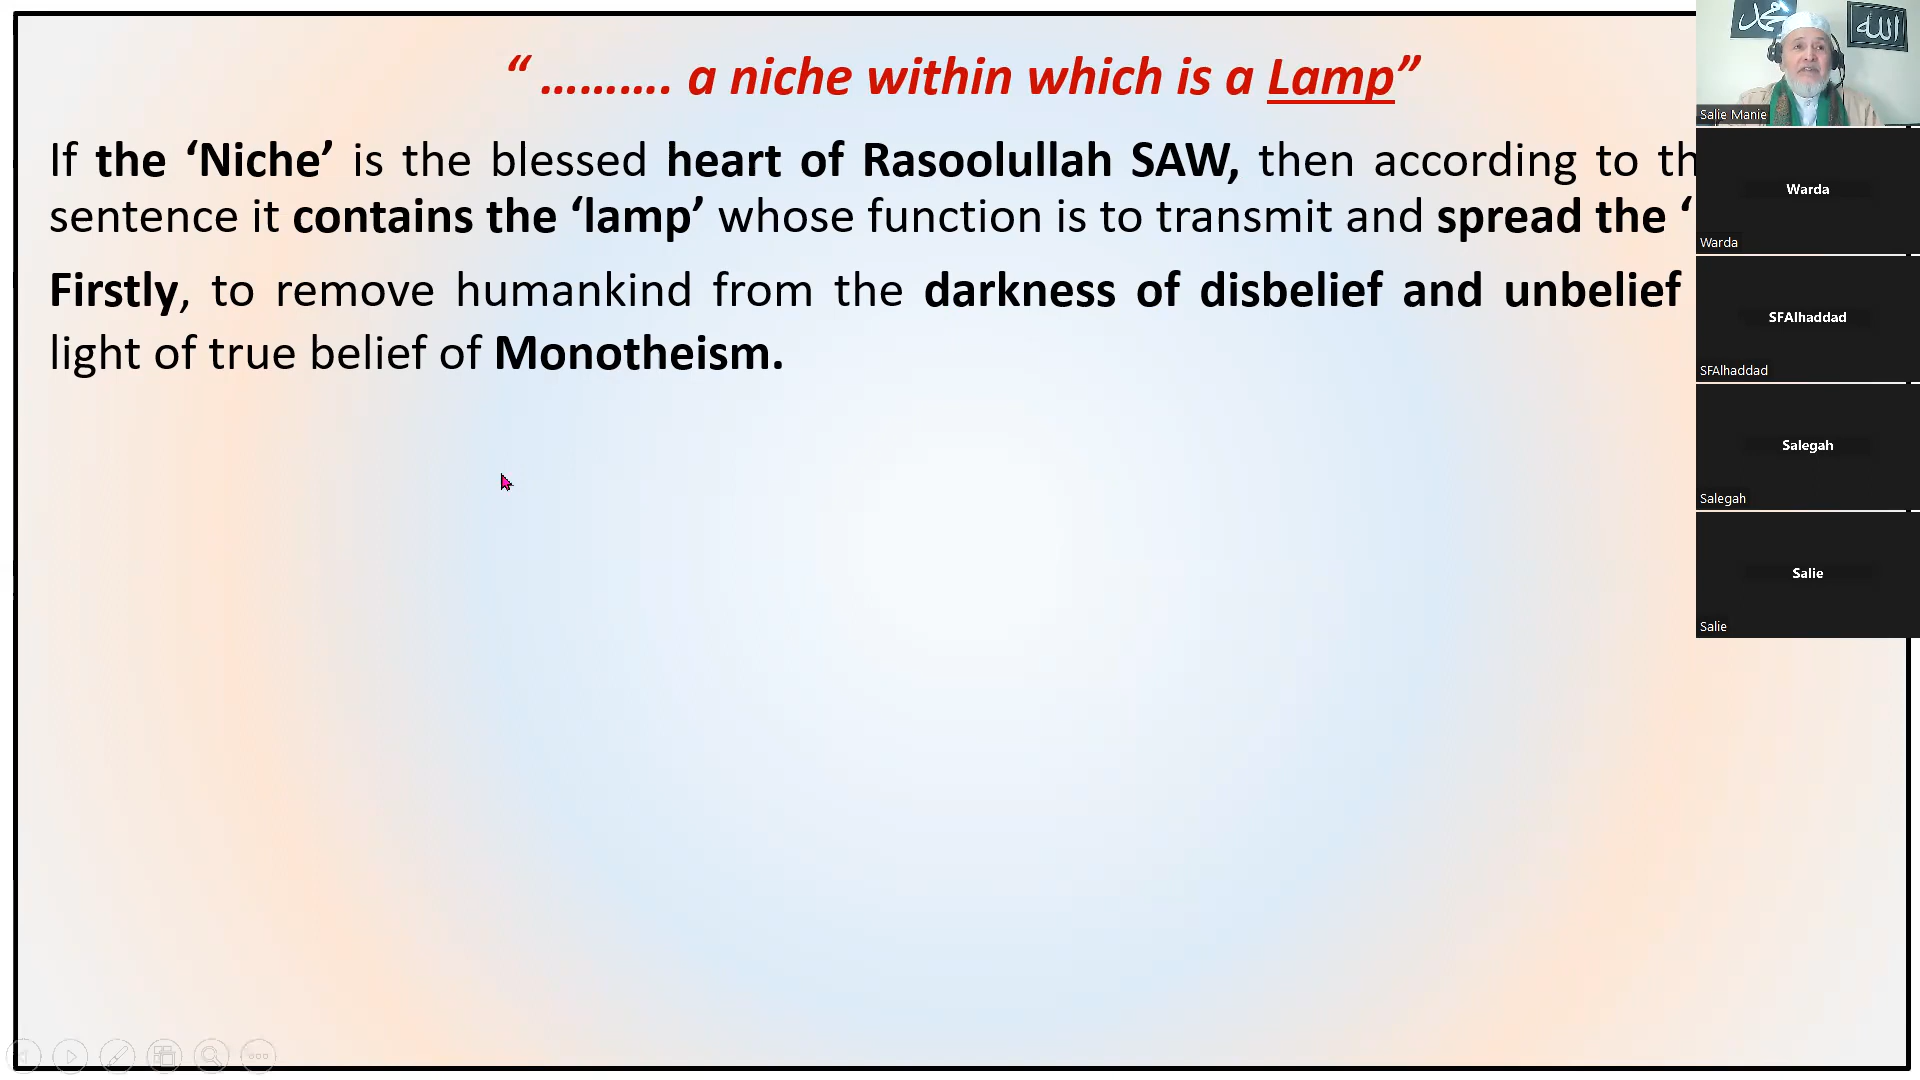 “ .......... a niche within which is a Lamp”
If the ‘Niche’ is the blessed heart of Rasoolullah SAW, then according to
sentence it contains the ‘lamp’ whose function is to transmit and spread the ‘
Firstly, to remove humankind from the darkness of disbelief and unbelief
light of true belief of Monotheism.
محمد
الله
Salie Manie
Warda
Warda
SFAlhaddad
SFAlhaddad
Salegah
Salegah
Salie
Salie